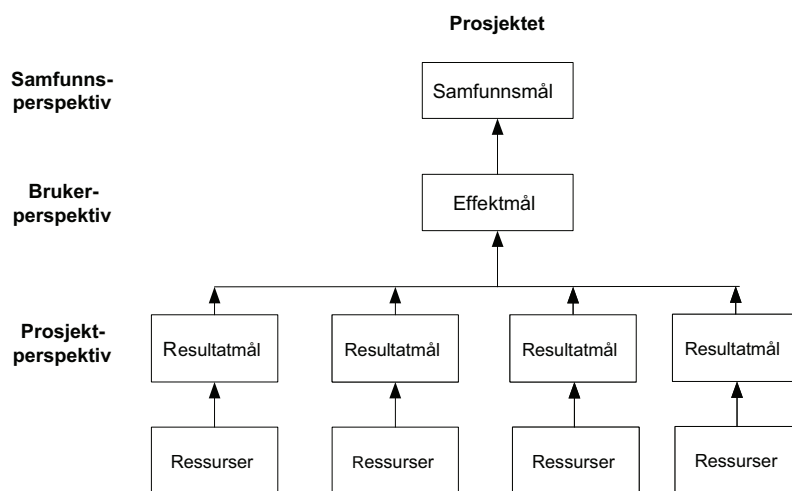 Prosjektet
Samfunns-
perspektiv
Samfunnsmål
Bruker-
perspektiv
Effektmål
Prosjekt-
perspektiv
Resultatmål
Resultatmål
Resultatmål
Resultatmål
Ressurser
Ressurser
Ressurser
Ressurser